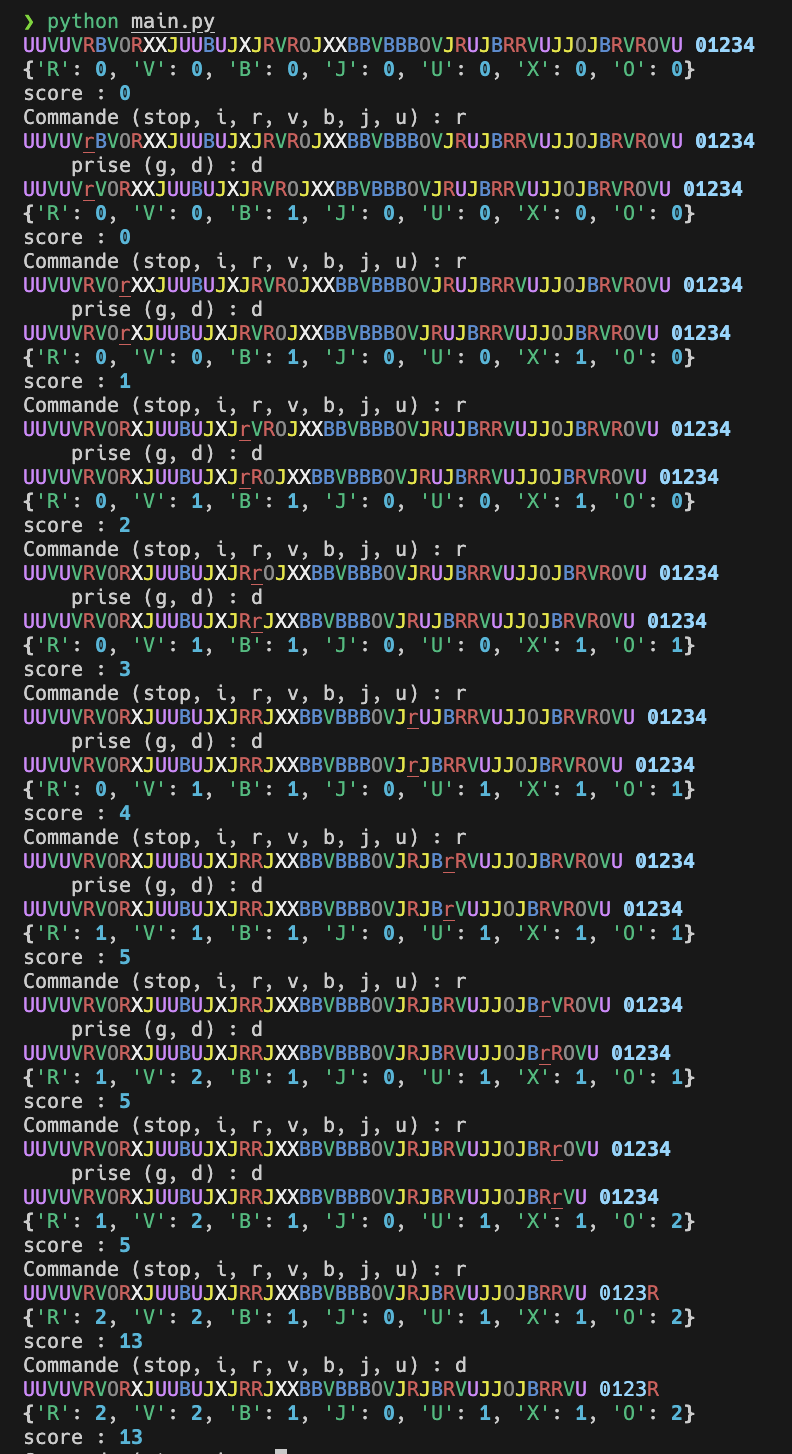 ❯ python main.py
UUVUVRBVORXXJUUBUJXJRVROJXXBBVBBBOVJRUJBRRVUJJOJBRVROVU 01234
{'R': 0, 'V': 0, 'B': 0, 'J': 0, 'U': 0, 'X': 0, 'O': 0}
score : 0
Commande (stop, i, r, v, b, j, u) : r
UUVUVrBVORXXJUUBUJXJRVROJXXBBVBBBOVJRUJBRRVUJJOJBRVROVU 01234
prise (g, d) : d
UUVUVrVORXXJUUBUJXJRVROJXXBBVBBBOVJRUJBRRVUJJOJBRVROVU 01234
{'R': 0, 'V': 0, 'B': 1, 'J': 0, 'U': 0, 'X': 0, 'O': 0}
score : 0
Commande (stop, i, r, v, b, j, u) : r
UUVUVRVOrXXJUUBUJXJRVROJXXBBVBBBOVJRUJBRRVUJJOJBRVROVU 01234
prise (g, d) : d
UUVUVRVOrXJUUBUJXJRVROJXXBBVBBBOVJRUJBRRVUJJOJBRVROVU 01234
{'R': 0, 'V': 0, 'B': 1, 'J': 0, 'U': 0, 'X': 1, 'O': 0}
score : 1
Commande (stop, i, r, v, b, j, u) : r
UUVUVRVORXJUUBUJXJrVROJXXBBVBBBOVJRUJBRRVUJJOJBRVROVU 01234
prise (g, d) : d
UUVUVRVORXJUUBUJXJrROJXXBBVBBBOVJRUJBRRVUJJOJBRVROVU 01234
{'R': 0, 'V': 1, 'B': 1, 'J': 0, 'U': 0, 'X': 1, 'O': 0}
score : 2
Commande (stop, i, r, v, b, j, u) : r
UUVUVRVORXJUUBUJXJRrOJXXBBVBBBOVJRUJBRRVUJJOJBRVROVU 01234
prise (g, d) : d
UUVUVRVORXJUUBUJXJRrJXXBBVBBBOVJRUJBRRVUJJOJBRVROVU 01234
{'R': 0, 'V': 1, 'B': 1, 'J': 0, 'U': 0, 'X': 1, 'O': 1}
score : 3
Commande (stop, i, r, v, b, j, u) : r
UUVUVRVORXJUUBUJXJRRJXXBBVBBBOVJrUJBRRVUJJOJBRVROVU 01234
prise (g, d) : d
UUVUVRVORXJUUBUJXJRRJXXBBVBBBOVJrJBRRVUJJOJBRVROVU 01234
{'R': 0, 'V': 1, 'B': 1, 'J': 0, 'U': 1, 'X': 1, 'O': 1}
score : 4
Commande (stop, i, r, v, b, j, u) : r
UUVUVRVORXJUUBUJXJRRJXXBBVBBBOVJRJBrRVUJJOJBRVROVU 01234
prise (g, d) : d
UUVUVRVORXJUUBUJXJRRJXXBBVBBBOVJRJBrVUJJOJBRVROVU 01234
{'R': 1, 'V': 1, 'B': 1, 'J': 0, 'U': 1, 'X': 1, 'O': 1}
score : 5
Commande (stop, i, r, v, b, j, u) : r
UUVUVRVORXJUUBUJXJRRJXXBBVBBBOVJRJBRVUJJOJBrVROVU 01234
prise (g, d) : d
UUVUVRVORXJUUBUJXJRRJXXBBVBBBOVJRJBRVUJJOJBrROVU 01234
{'R': 1, 'V': 2, 'B': 1, 'J': 0, 'U': 1, 'X': 1, 'O': 1}
score : 5
Commande (stop, i, r, v, b, j, u) : r
UUVUVRVORXJUUBUJXJRRJXXBBVBBBOVJRJBRVUJJOJBRrOVU 01234
prise (g, d) : d
UUVUVRVORXJUUBUJXJRRJXXBBVBBBOVJRJBRVUJJOJBRrVU 01234
{'R': 1, 'V': 2, 'B': 1, 'J': 0, 'U': 1, 'X': 1, 'O': 2}
score : 5
Commande (stop, i, r, v, b, j, u) : r
UUVUVRVORXJUUBUJXJRRJXXBBVBBBOVJRJBRVUJJOJBRRVU 0123R
{'R': 2, 'V': 2, 'B': 1, 'J': 0, 'U': 1, 'X': 1, 'O': 2}
score : 13
Commande (stop, i, r, v, b, j, u) : d
UUVUVRVORXJUUBUJXJRRJXXBBVBBBOVJRJBRVUJJOJBRRVU 0123R
{'R': 2, 'V': 2, 'B': 1, 'J': 0, 'U': 1, 'X': 1, 'O': 2}
score : 13